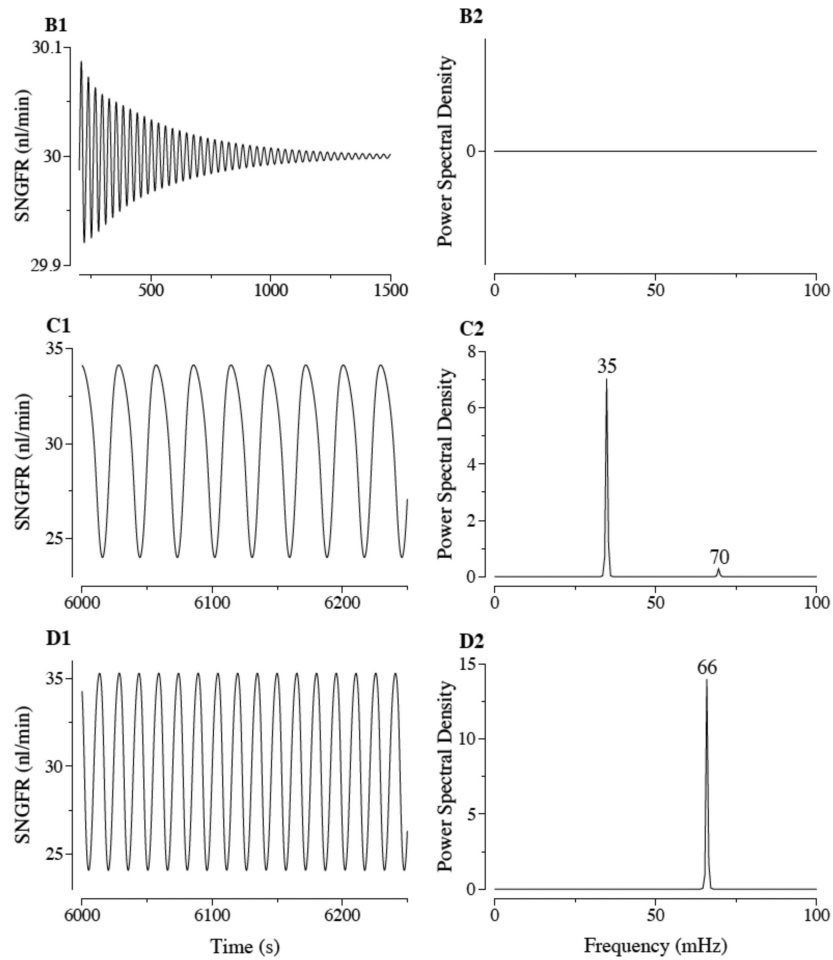 B1
30.1
30
29.9
SNGFR (nl/min)
500
1000
1500
B2
0
Power Spectral Density
0
50
100
C1
35
30
25
SNGFR (nl/min)
6000
6100
6200
C2
8
6
4
2
0
Power Spectral Density
35
70
0
50
100
D1
35
30
25
SNGFR (nl/min)
6000
6100
6200
Time (s)
D2
15
10
5
0
Power Spectral Density
66
0
50
100
Frequency (mHz)